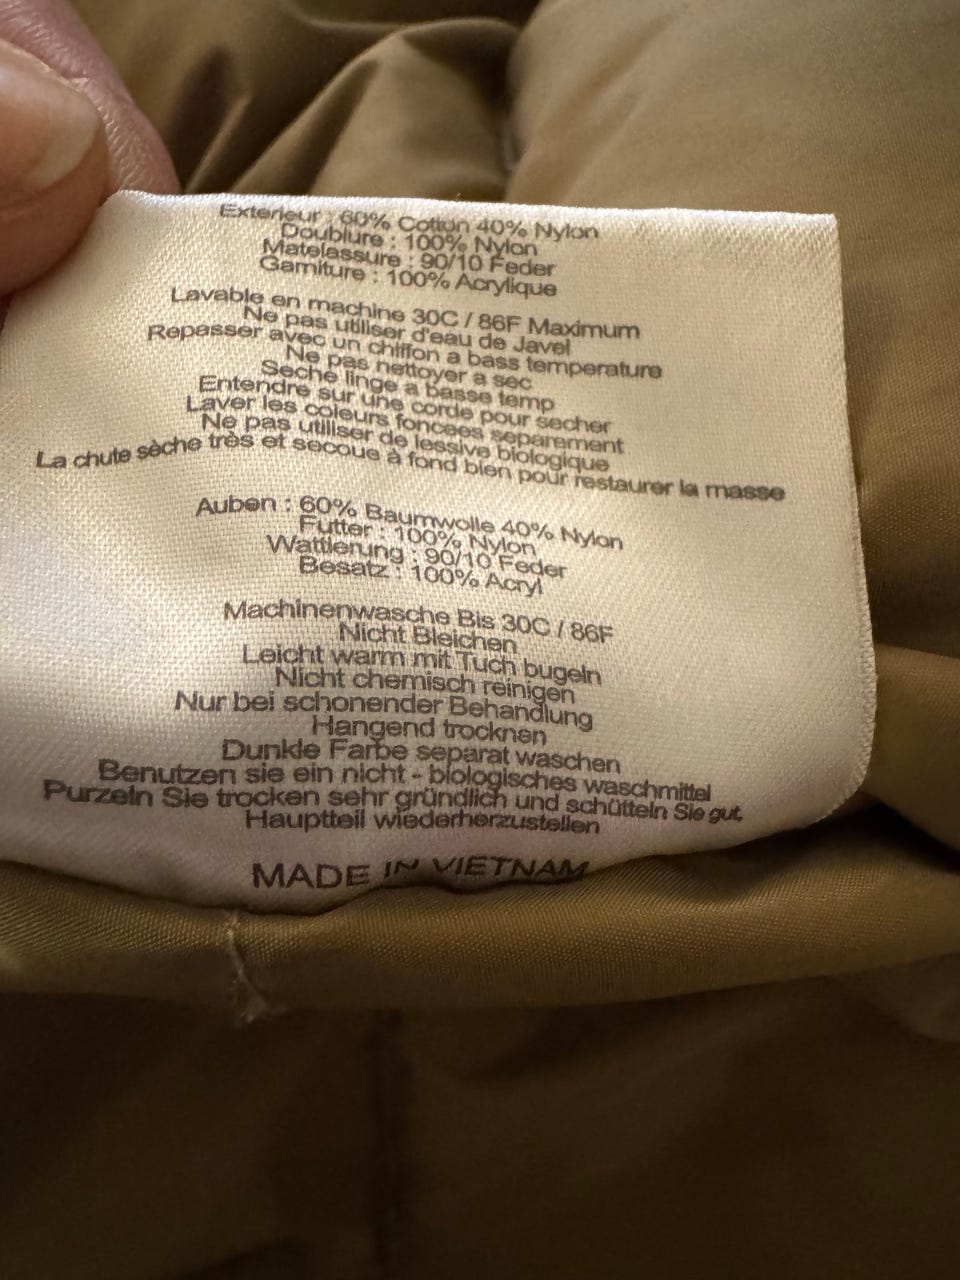 Exterieur : 60% Cotton 40% Nylon
Doublure : 100% Nylon
Matelassure : 90/10 Feder
Garniture : 100% Acrylique
Lavable en machine 30C / 86F Maximum
Ne pas utiliser d'eau de Javel
Repasser avec un chiffon a bass temperature
Ne pas nettoyer a sec
Seche linge a basse temp
Entendre sur une corde pour secher
Laver les coleurs foncees separement
Ne pas utiliser de lessive biologique
La chute sèche très et secoue à fond bien pour restaurer la masse
Auben : 60% Baumwolle 40% Nylon
Futter : 100% Nylon
Wattierung : 90/10 Feder
Besatz : 100% Acryl
Machinenwasche Bis 30C / 86F
Nicht Bleichen
Leicht warm mit Tuch bugeln
Nicht chemisch reinigen
Nur bei schonender Behandlung
Hangend trocknen
Dunkle Farbe separat waschen
Benutzen sie ein nicht - biologisches waschmittel
Purzeln Sie trocken sehr gründlich und schütteln Sie gut,
Hauptteil wiederherzustellen
MADE IN VIETNAM